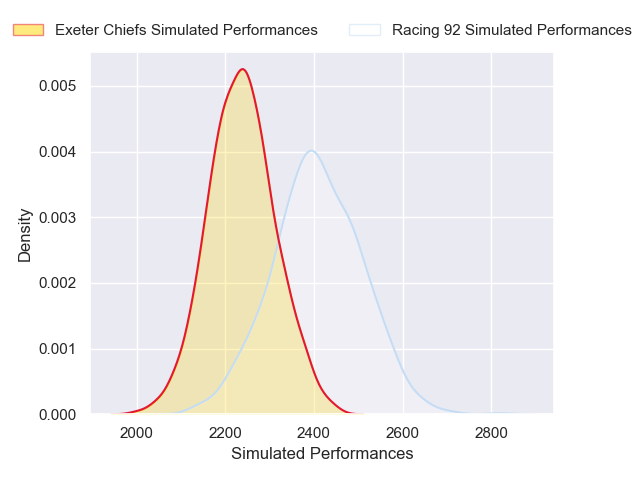 Exeter Chiefs Simulated Performances
Racing 92 Simulated Performances
0.005
0.004
0.003
0.002
0.001
0.000
Density
2000
2200
2400
2600
2800
Simulated Performances